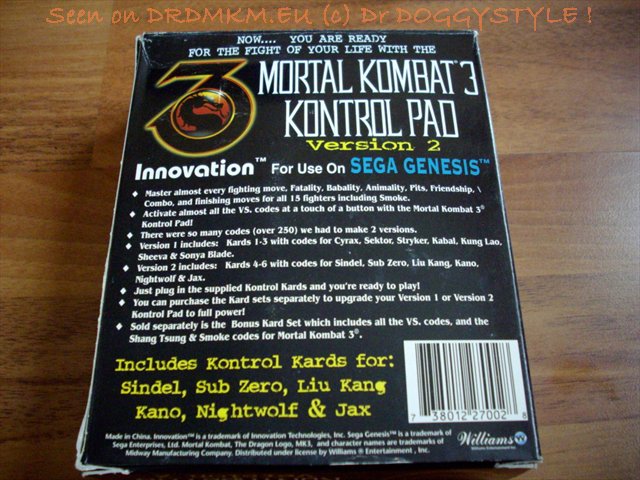 Seen on DRDMKM.EU (c) Dr DOGGYSTYLE !
NOW.... YOU ARE READY
FOR THE FIGHT OF YOUR LIFE WITH THE
3 MORTAL KOMBAT® 3
KONTROL PAD
Version 2
Innovation™ For Use On SEGA GENESIS™
♦ Master almost every fighting move, Fatality, Babality, Animality, Pits, Friendship, \
Combo, and finishing moves for all 15 fighters including Smoke.
♦ Activate almost all the VS. codes at a touch of a button with the Mortal Kombat 3®
Kontrol Pad!
♦ There were so many codes (over 250) we had to make 2 versions.
♦ Version 1 includes: Kards 1-3 with codes for Cyrax, Sektor, Stryker, Kabal, Kung Lao,
Sheeva & Sonya Blade.
♦ Version 2 includes: Kards 4-6 with codes for Sindel, Sub Zero, Liu Kang, Kano,
Nightwolf & Jax.
♦ Just plug in the supplied Kontrol Kards and you're ready to play!
♦ You can purchase the Kard sets separately to upgrade your Version 1 or Version 2
Kontrol Pad to full power!
♦ Sold separately is the Bonus Kard Set which includes all the VS. codes, and the
Shang Tsung & Smoke codes for Mortal Kombat 3®.
Includes Kontrol Kards for:
Sindel, Sub Zero, Liu Kang
Kano, Nightwolf & Jax
7 38012 27002 8
Made in China. Innovation™ is a trademark of Innovation Technologies, Inc. Sega Genesis™ is a trademark of
Sega Enterprises, Ltd. Mortal Kombat, The Dragon Logo, MK3, and character names are trademarks of
Midway Manufacturing Company. Distributed under license by Williams® Entertainment, Inc.
Williams
Williams Entertainment Inc.